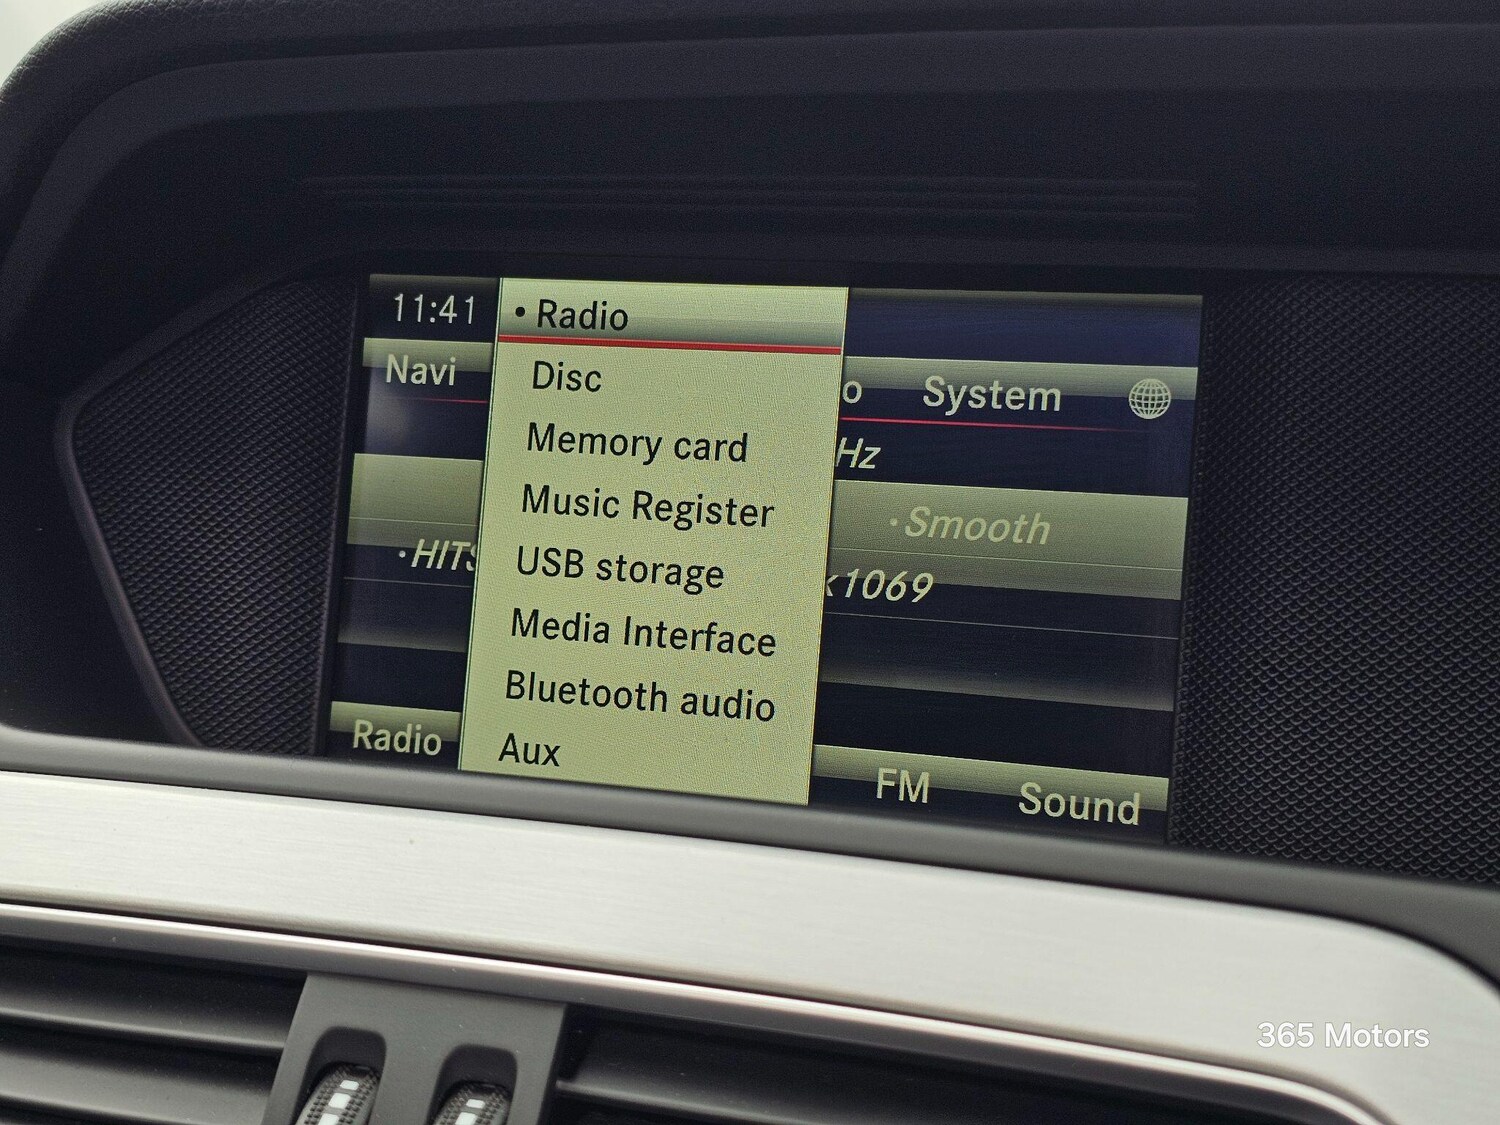 11:41
• Radio
Disc
Memory card
Music Register
USB storage
Media Interface
Bluetooth audio
Aux
Navi
System
Hz
•Smooth
•HITS
1069
Radio
FM
Sound
365 Motors